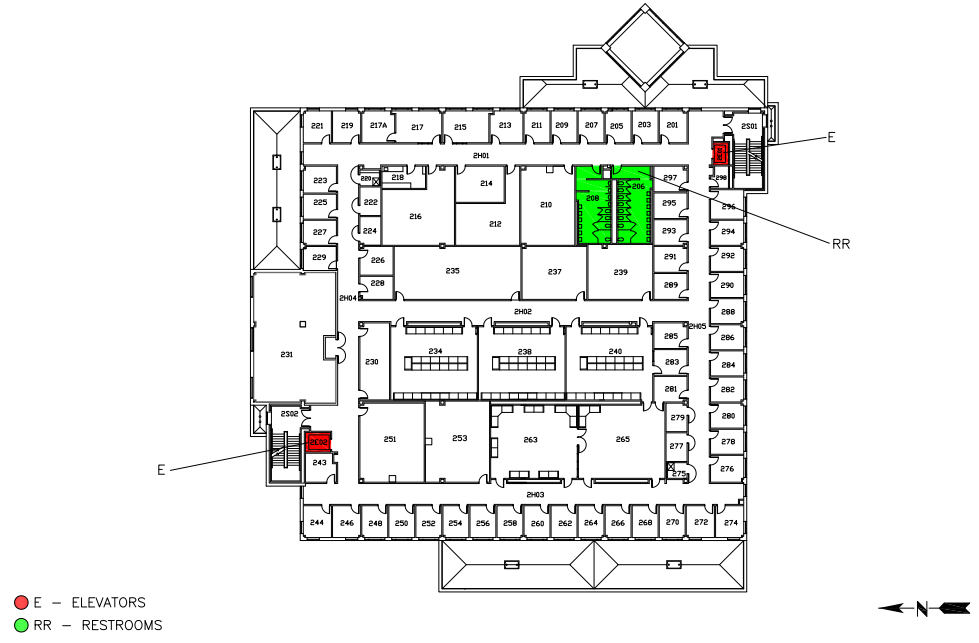 221 219 217A 217 215 213 211 209 207 205 203 201 2S01
E
2H01
218 220 214 297 298
223 208 206
222 210 295 296
225 216
RR
227 224 212 293 294
229 226 235 237 239 291 292
228 289 290
2H04 2H02 288
2H05
231 230 234 238 240 285 286
283 284
281 282
2S02 279 280
251 253 263 265 277 278
E
243 275 276
2H03
244 246 248 250 252 254 256 258 260 262 264 266 268 270 272 274
E – ELEVATORS
RR – RESTROOMS
N